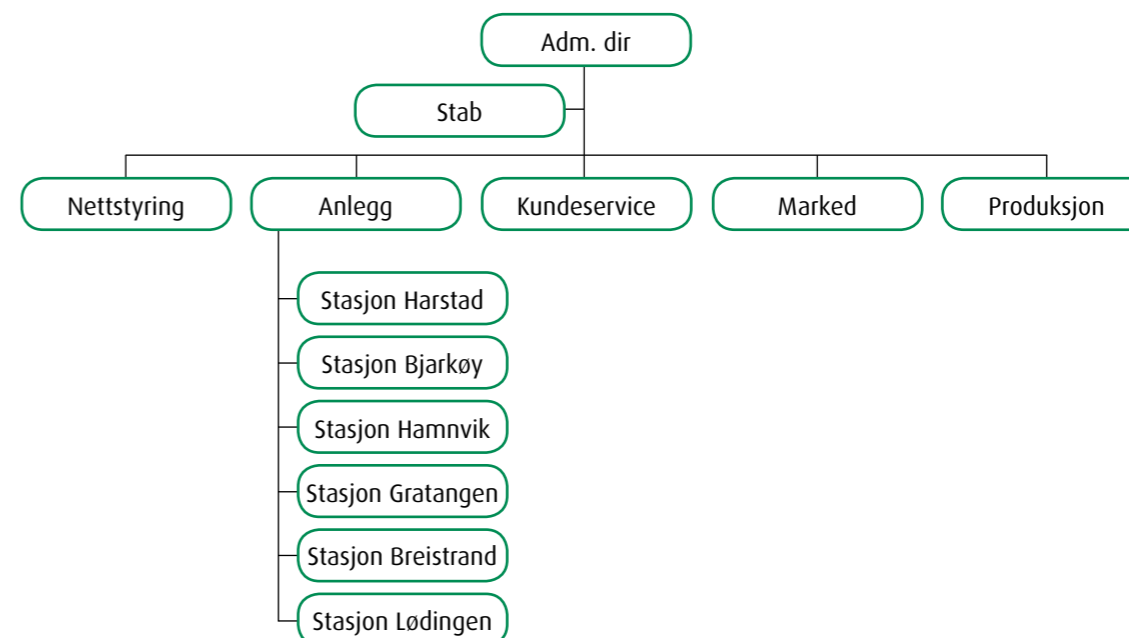 Adm. dir
Stab
Nettstyring
Anlegg
Kundeservice
Marked
Produksjon
Stasjon Harstad
Stasjon Bjarkøy
Stasjon Hamnvik
Stasjon Gratangen
Stasjon Breistrand
Stasjon Lødingen